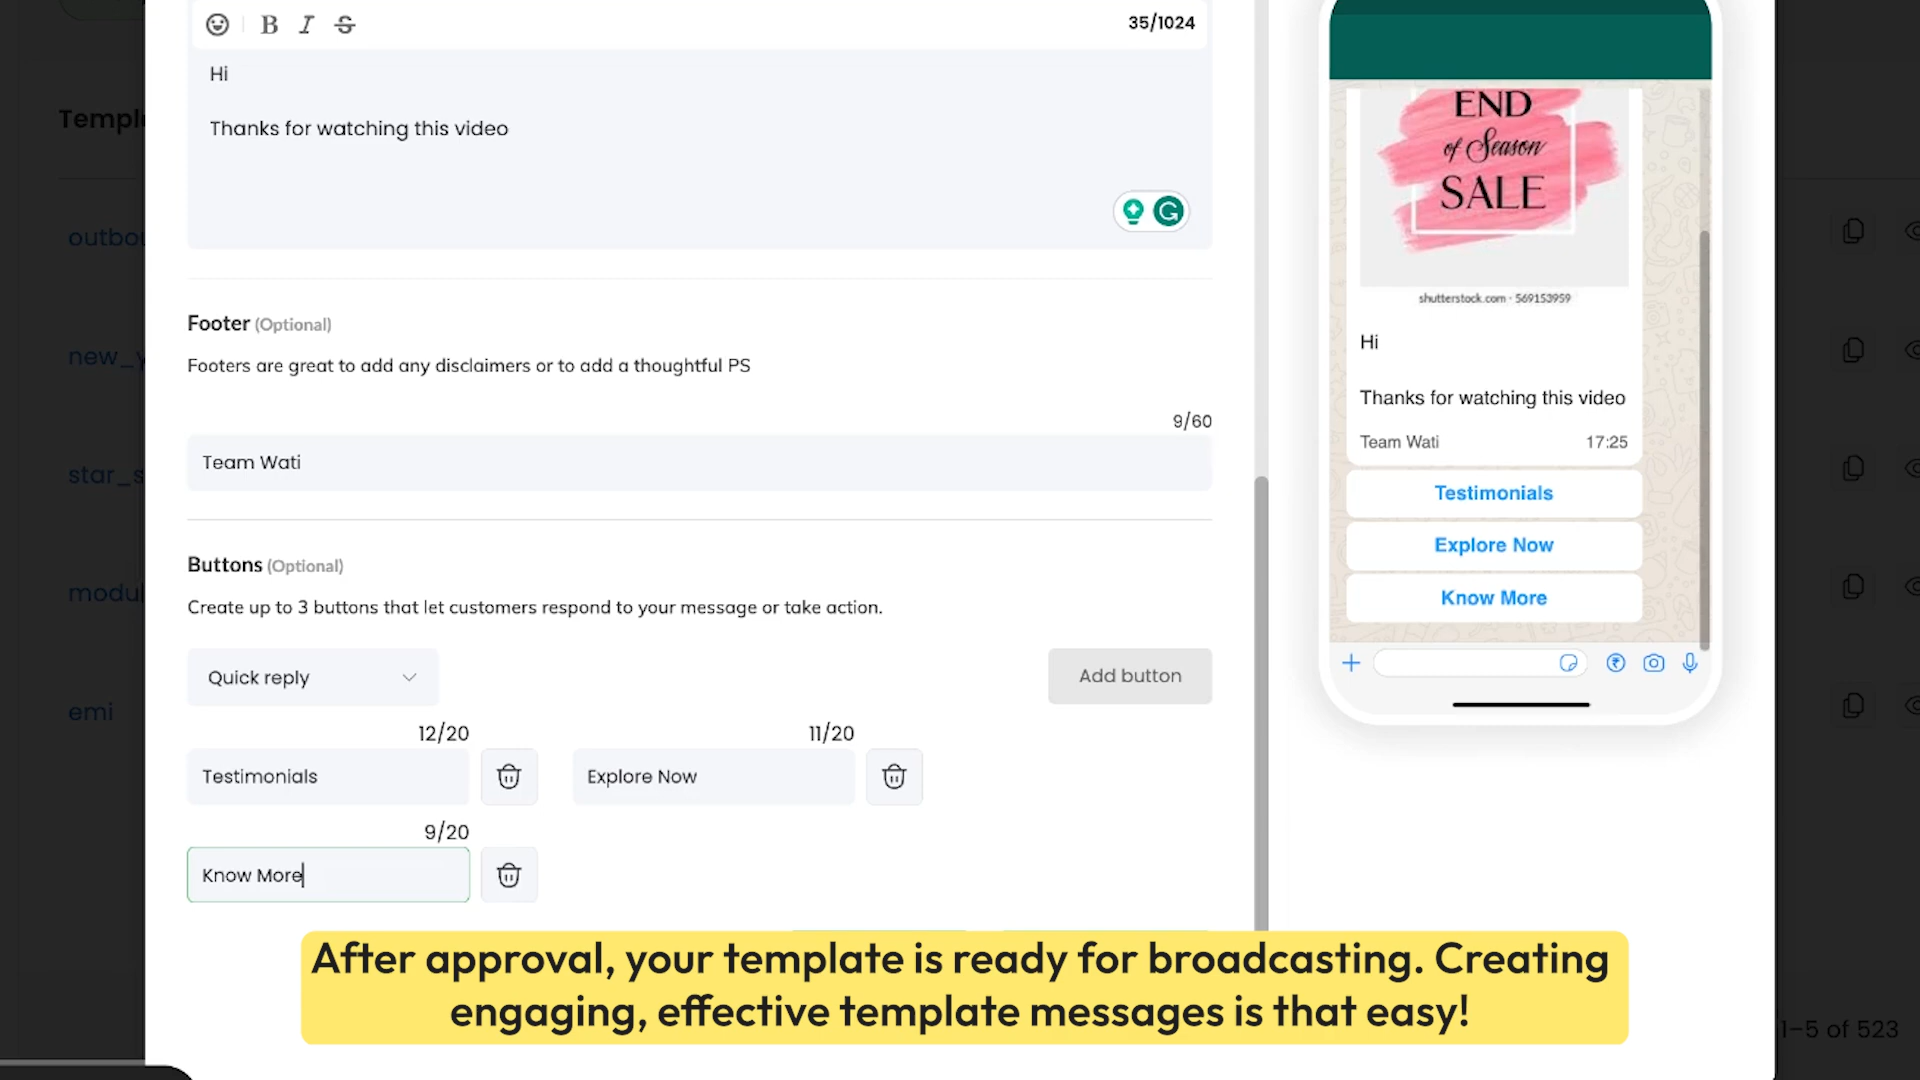 B I S
35/1024
Hi
Thanks for watching this video
Footer (Optional)
Footers are great to add any disclaimers or to add a thoughtful PS
9/60
Team Wati
Buttons (Optional)
Create up to 3 buttons that let customers respond to your message or take action.
Quick reply
Add button
12/20
11/20
Testimonials
Explore Now
9/20
Know More
END
of Season
SALE
shutterstock.com · 569153959
Hi
Thanks for watching this video
Team Wati 17:25
Testimonials
Explore Now
Know More
emi
1–5 of 523
After approval, your template is ready for broadcasting. Creating
engaging, effective template messages is that easy!